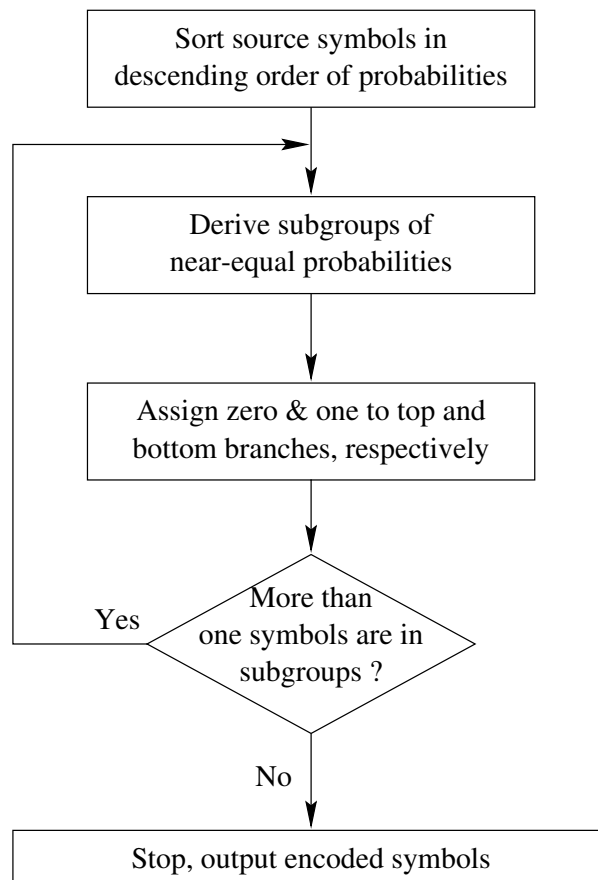 Sort source symbols in
descending order of probabilities
Derive subgroups of
near-equal probabilities
Assign zero & one to top and
bottom branches, respectively
More than
one symbols are in
subgroups ?
Yes
No
Stop, output encoded symbols